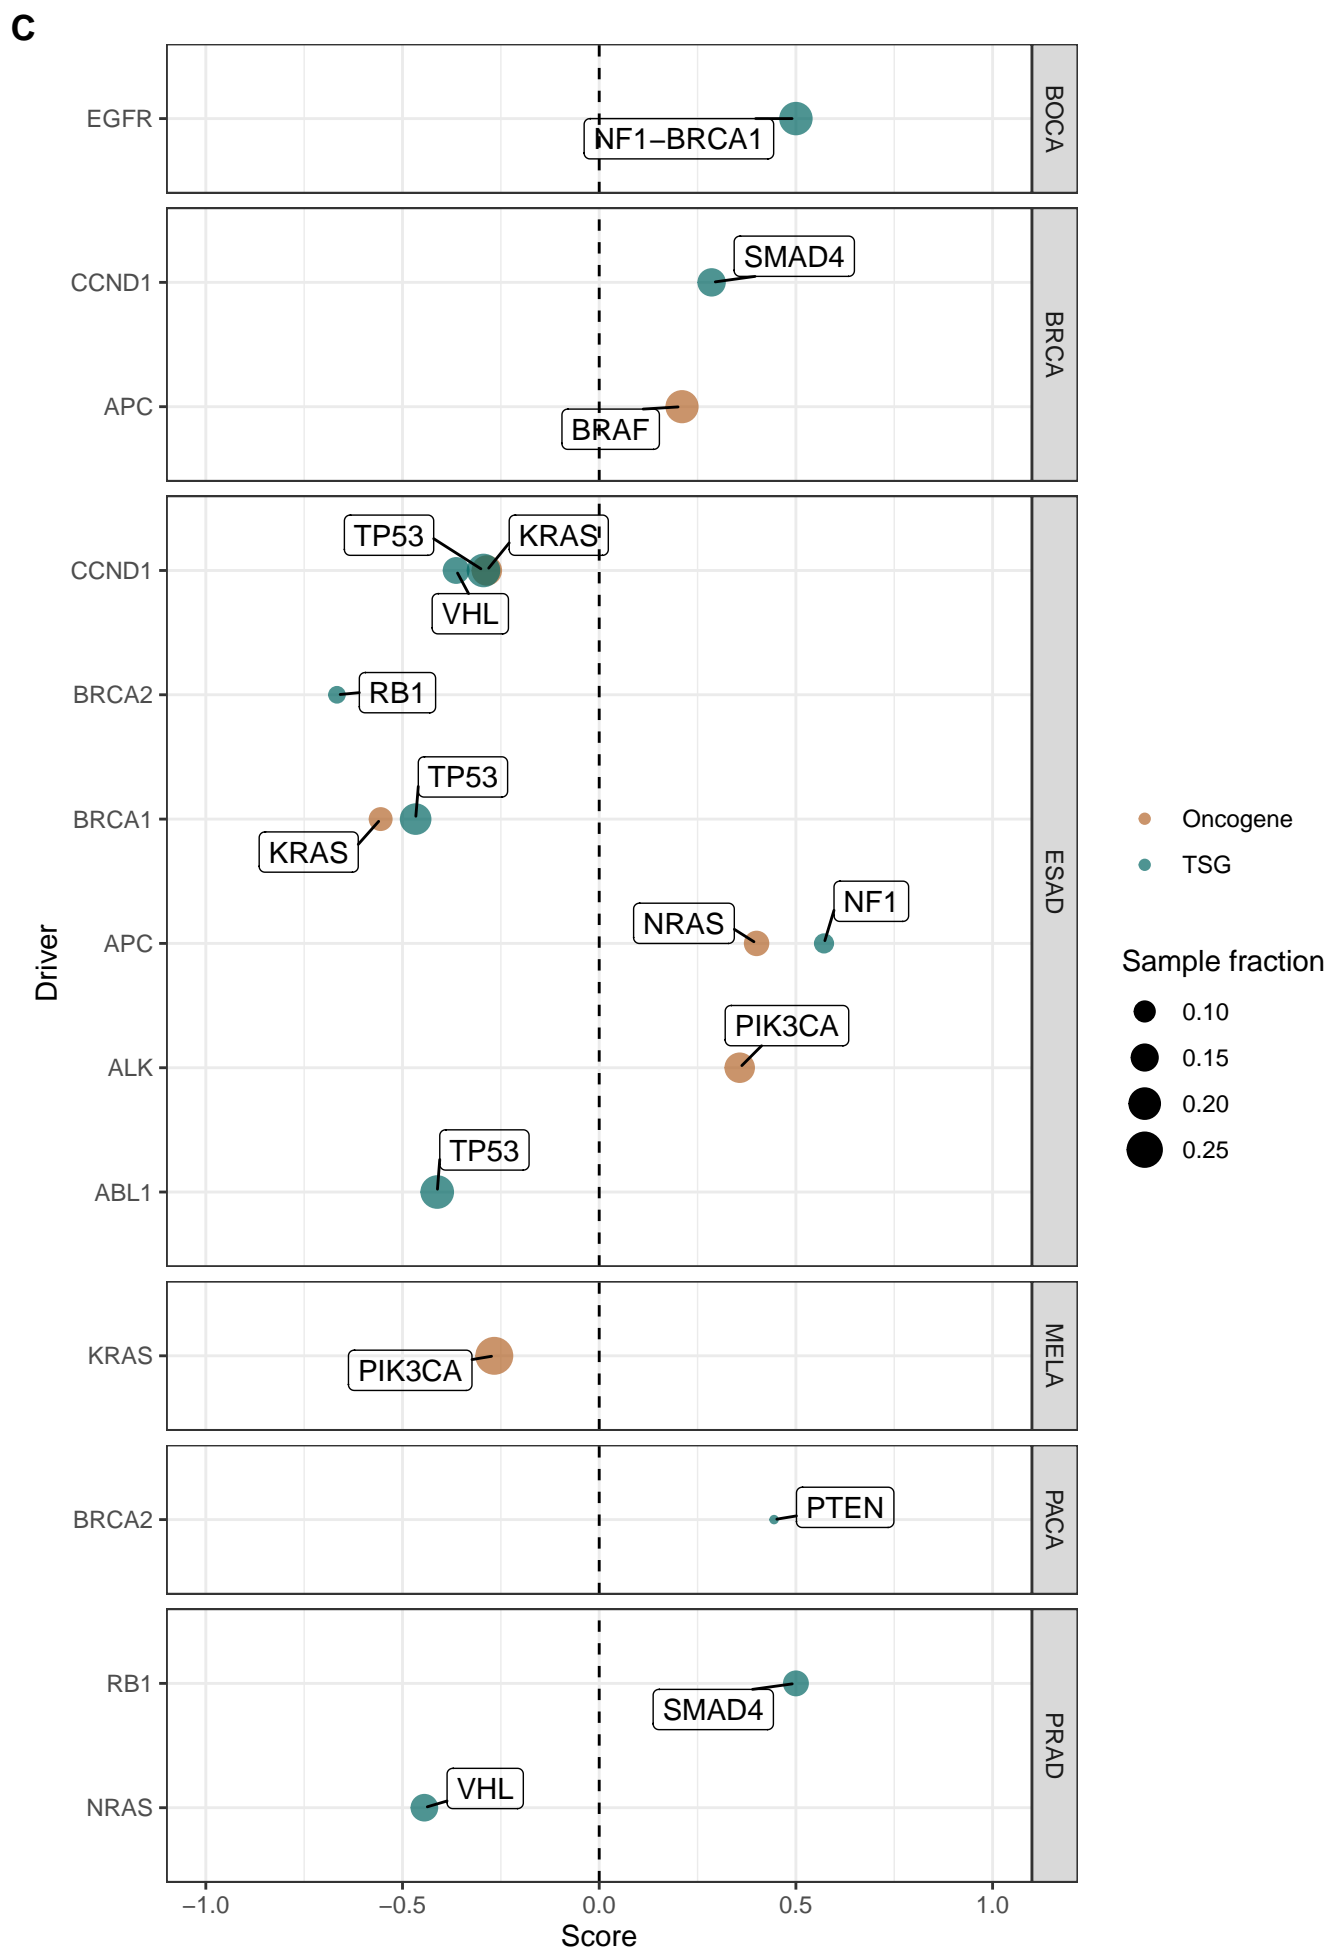 C
EGFR
NF1−BRCA1
BOCA
CCND1
SMAD4
APC
BRAF
BRCA
CCND1
TP53
KRAS
VHL
BRCA2
RB1
BRCA1
TP53
KRAS
APC
NRAS
NF1
ALK
PIK3CA
ABL1
TP53
ESAD
KRAS
PIK3CA
MELA
BRCA2
PTEN
PACA
RB1
SMAD4
NRAS
VHL
PRAD
Driver
−1.0
−0.5
0.0
0.5
1.0
Score
Oncogene
TSG
Sample fraction
0.10
0.15
0.20
0.25